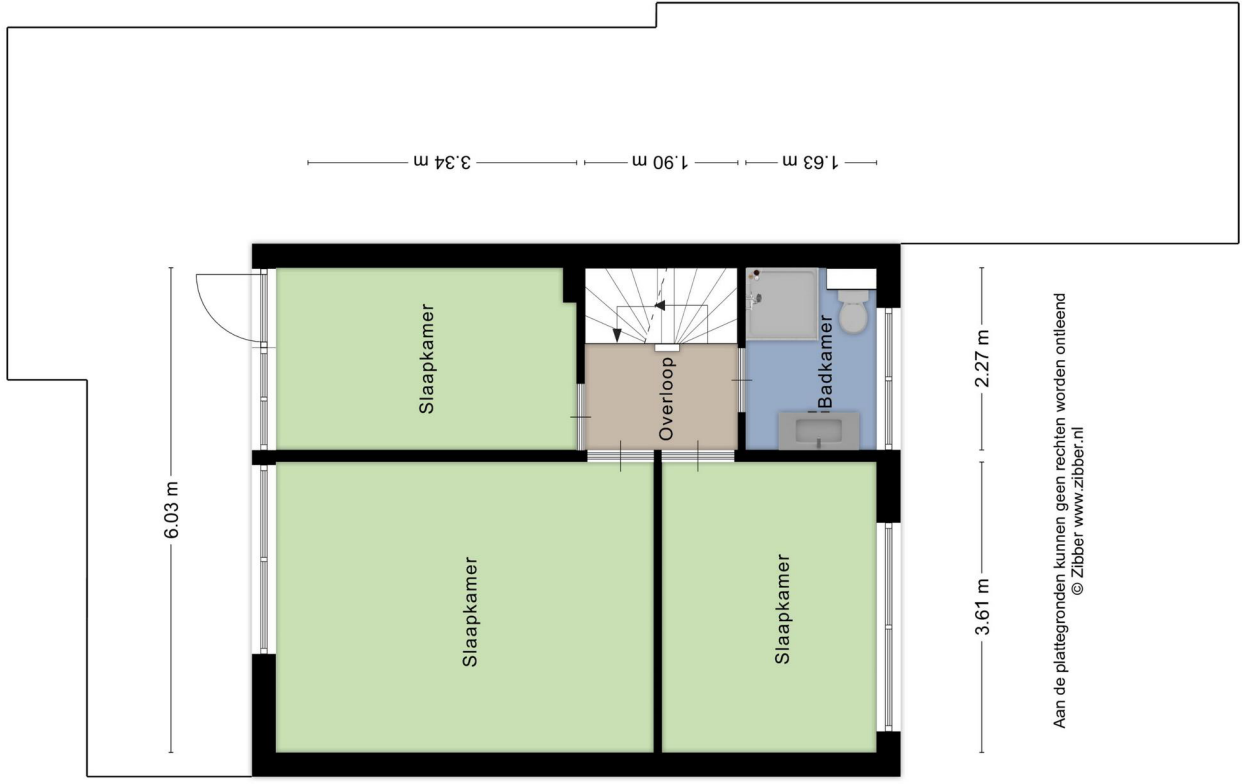 3.34 m
1.90 m
1.63 m
6.03 m
Slaapkamer
Overloop
Badkamer
2.27 m
Slaapkamer
Slaapkamer
3.61 m
Aan de plattegronden kunnen geen rechten worden ontleend
© Zibber www.zibber.nl